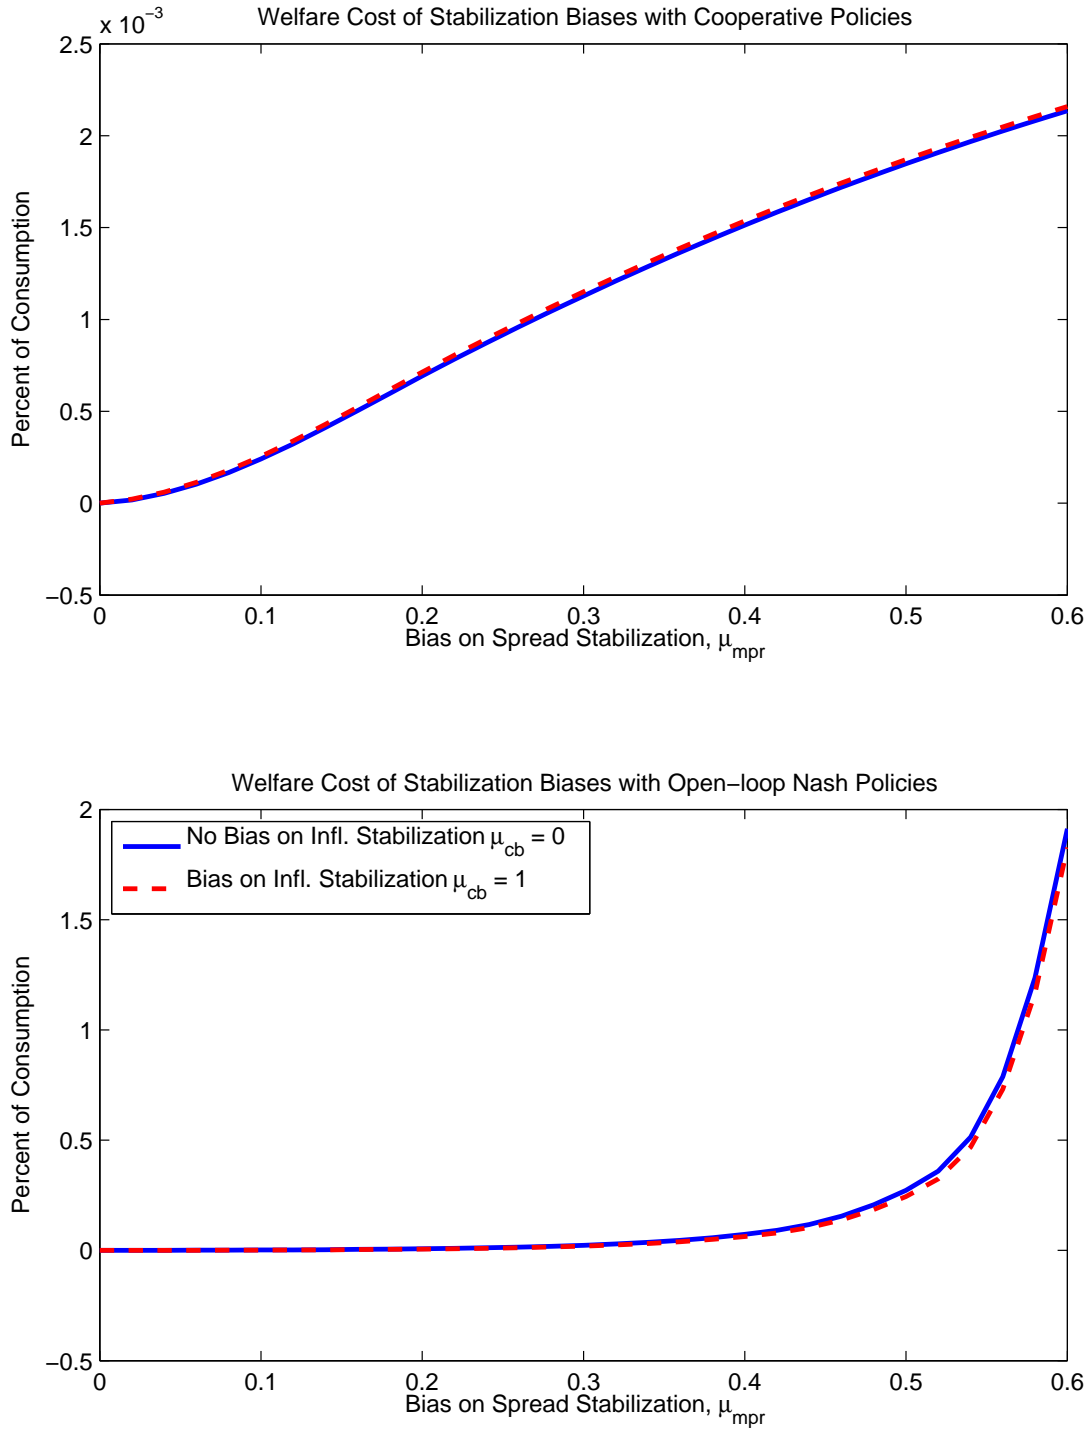 Welfare Cost of Stabilization Biases with Cooperative Policies
x 10⁻³
2.5
2
1.5
1
0.5
0
−0.5
Percent of Consumption
0 0.1 0.2 0.3 0.4 0.5 0.6
Bias on Spread Stabilization, μ_mpr
Welfare Cost of Stabilization Biases with Open−loop Nash Policies
2
1.5
1
0.5
0
−0.5
Percent of Consumption
No Bias on Infl. Stabilization μ_cb = 0
Bias on Infl. Stabilization μ_cb = 1
0 0.1 0.2 0.3 0.4 0.5 0.6
Bias on Spread Stabilization, μ_mpr